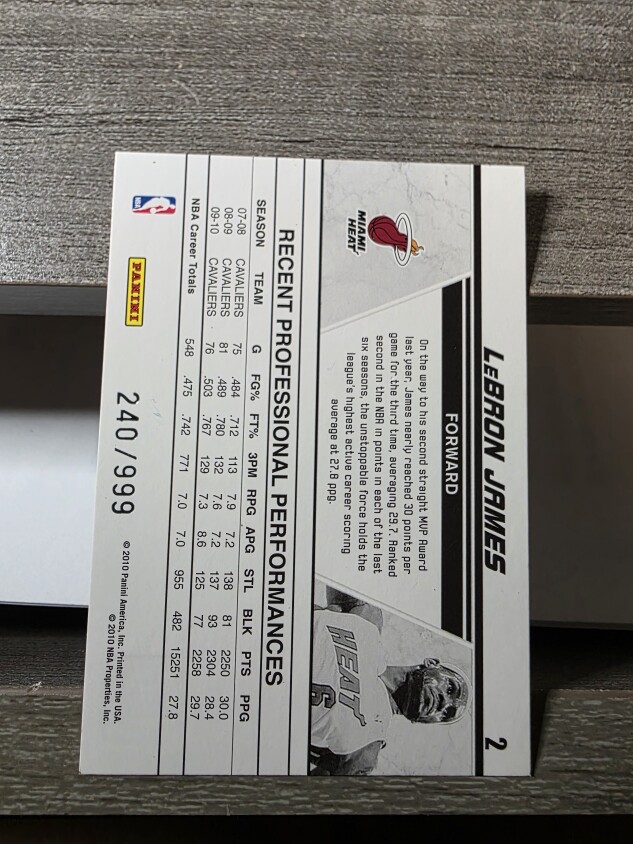 LeBRON JAMES
2
FORWARD
MIAMI
HEAT
On the way to his second straight MVP Award
last year, James nearly reached 30 points per
game for the third time, averaging 29.7. Ranked
second in the NBA in points in each of the last
six seasons, the unstoppable force holds the
league's highest active career scoring
average at 27.8 ppg.
HEAT
6
RECENT PROFESSIONAL PERFORMANCES
SEASON TEAM G FG% FT% 3PM RPG APG STL BLK PTS PPG
07-08 CAVALIERS 75 .484 .712 113 7.9 7.2 138 81 2250 30.0
08-09 CAVALIERS 81 .489 .780 132 7.6 7.2 137 93 2304 28.4
09-10 CAVALIERS 76 .503 .767 129 7.3 8.6 125 77 2258 29.7
NBA Career Totals 548 .475 .742 771 7.0 7.0 955 482 15251 27.8
NBA
PANINI
240/999
© 2010 Panini America, Inc. Printed in the USA.
© 2010 NBA Properties, Inc.